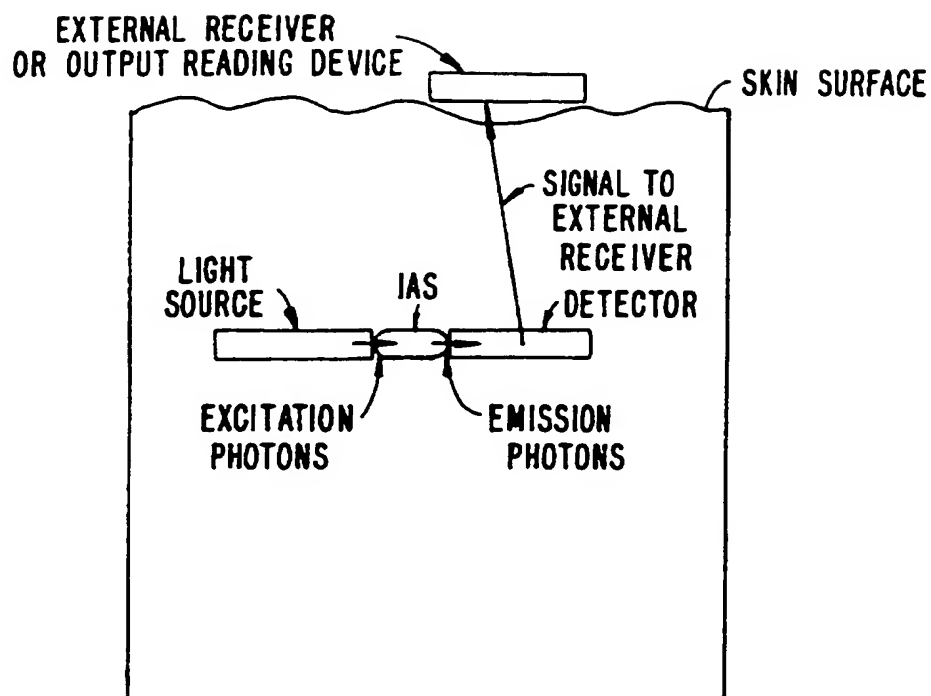 EXTERNAL RECEIVER
OR OUTPUT READING DEVICE
SKIN SURFACE
SIGNAL TO
EXTERNAL
RECEIVER
LIGHT
SOURCE
IAS
DETECTOR
EXCITATION
PHOTONS
EMISSION
PHOTONS